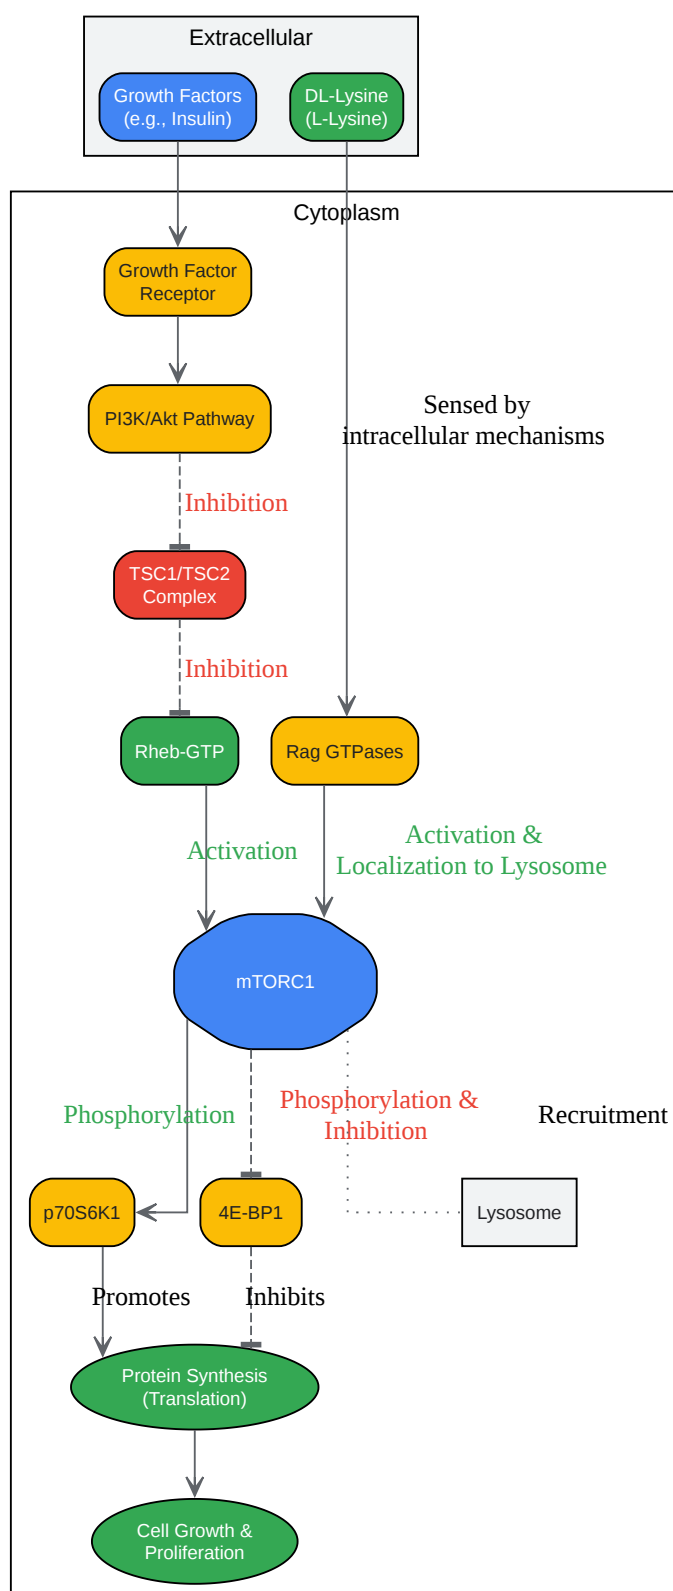 Extracellular
Growth Factors
(e.g., Insulin)
DL-Lysine
(L-Lysine)
Cytoplasm
Growth Factor
Receptor
PI3K/Akt Pathway
Sensed by
intracellular mechanisms
Inhibition
TSC1/TSC2
Complex
Inhibition
Rheb-GTP
Rag GTPases
Activation
Activation &
Localization to Lysosome
mTORC1
Phosphorylation
Phosphorylation &
Inhibition
Recruitment
p70S6K1
4E-BP1
Lysosome
Promotes
Inhibits
Protein Synthesis
(Translation)
Cell Growth &
Proliferation